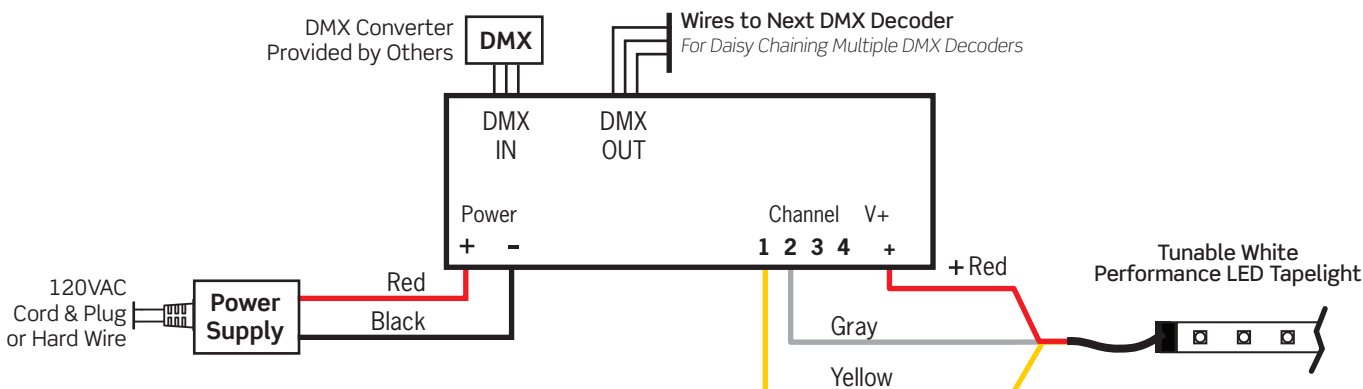 DMX Converter
Provided by Others
DMX
Wires to Next DMX Decoder
For Daisy Chaining Multiple DMX Decoders
DMX
IN
DMX
OUT
Power
+ –
Channel V+
1 2 3 4 +
120VAC
Cord & Plug
or Hard Wire
Power
Supply
Red
Black
+ Red
Gray
Yellow
Tunable White
Performance LED Tapelight